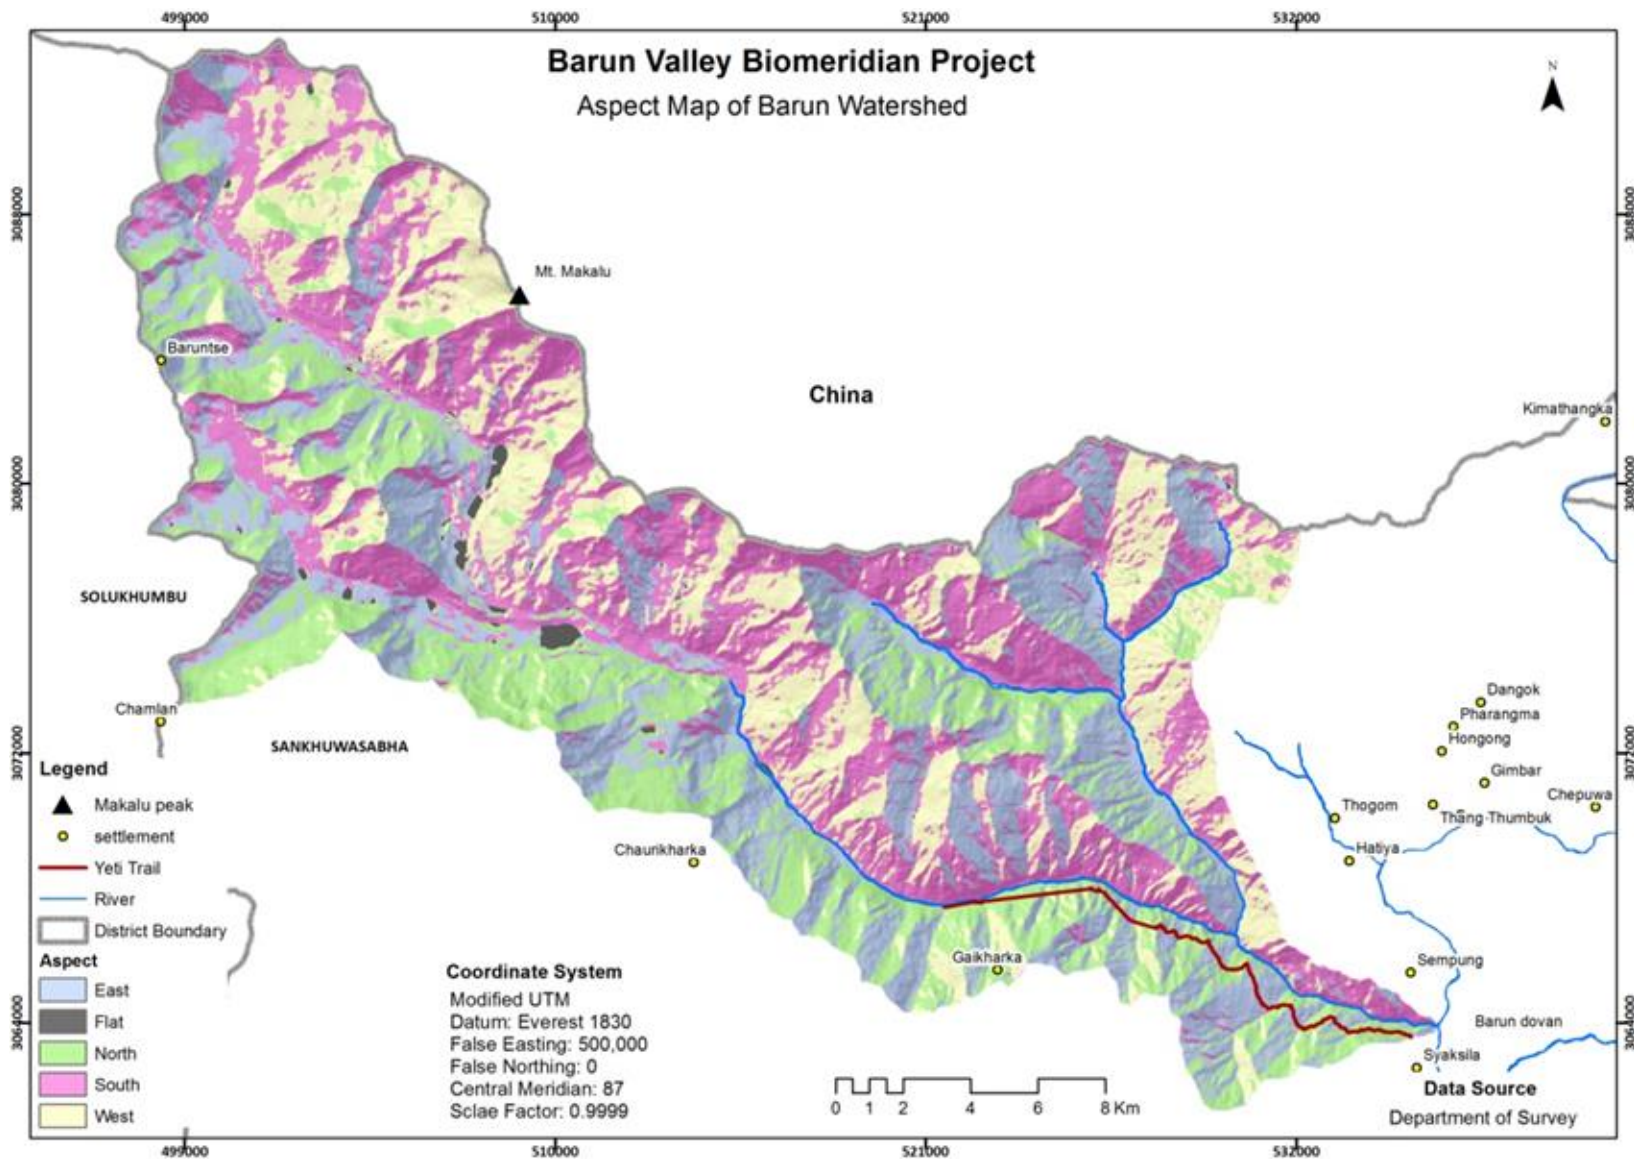 499000
510000
521000
532000
Barun Valley Biomeridian Project
Aspect Map of Barun Watershed
N
3088000
3088000
Mt. Makalu
Baruntse
China
Kimathangka
3080000
3080000
SOLUKHUMBU
Chamlan
SANKHUWASABHA
Dangok
Pharangma
Hongong
3072000
3072000
Gimbar
Chepuwa
Thogom
Thang-Thumbuk
Hatiya
Chaurikharka
Gaikharka
Sempung
Barun dovan
Syaksila
3064000
3064000
Legend
Makalu peak
settlement
Yeti Trail
River
District Boundary
Aspect
East
Flat
North
South
West
Coordinate System
Modified UTM
Datum: Everest 1830
False Easting: 500,000
False Northing: 0
Central Meridian: 87
Sclae Factor: 0.9999
0 1 2 4 6 8 Km
Data Source
Department of Survey
499000
510000
521000
532000